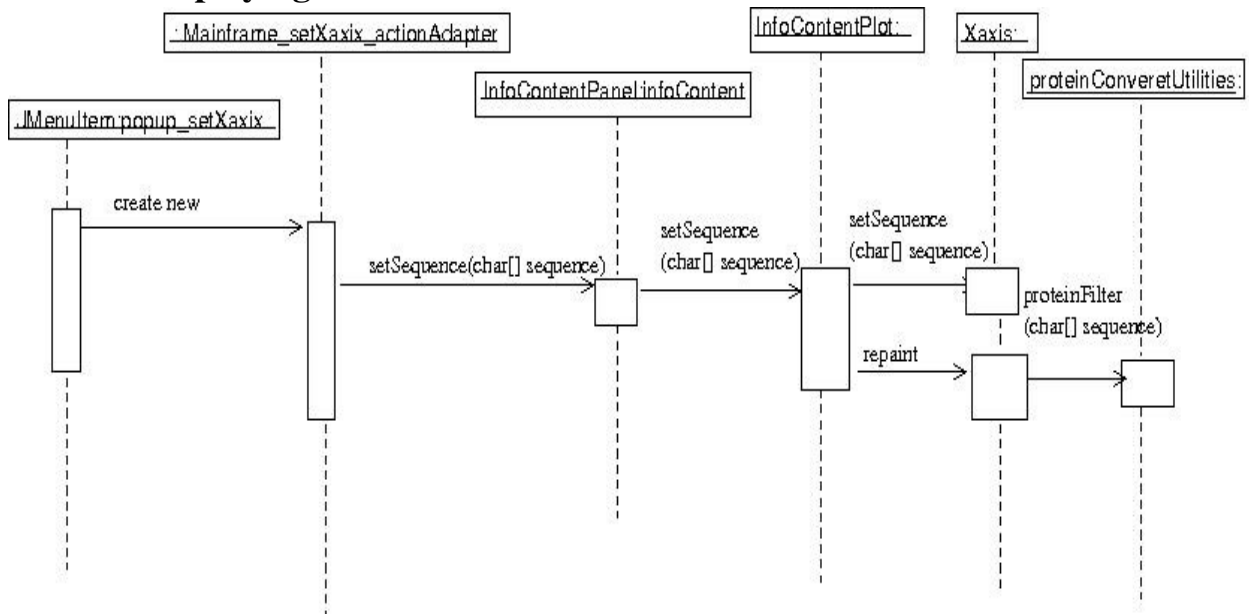 : Mainframe_setXaxix_actionAdapter
InfoContentPlot:
Xaxis:
InfoContentPanel:infoContent
proteinConveretUtilities:
JMenuItem:popup_setXaxix
create new
setSequence(char[] sequence)
setSequence
(char[] sequence)
setSequence
(char[] sequence)
proteinFilter
(char[] sequence)
repaint